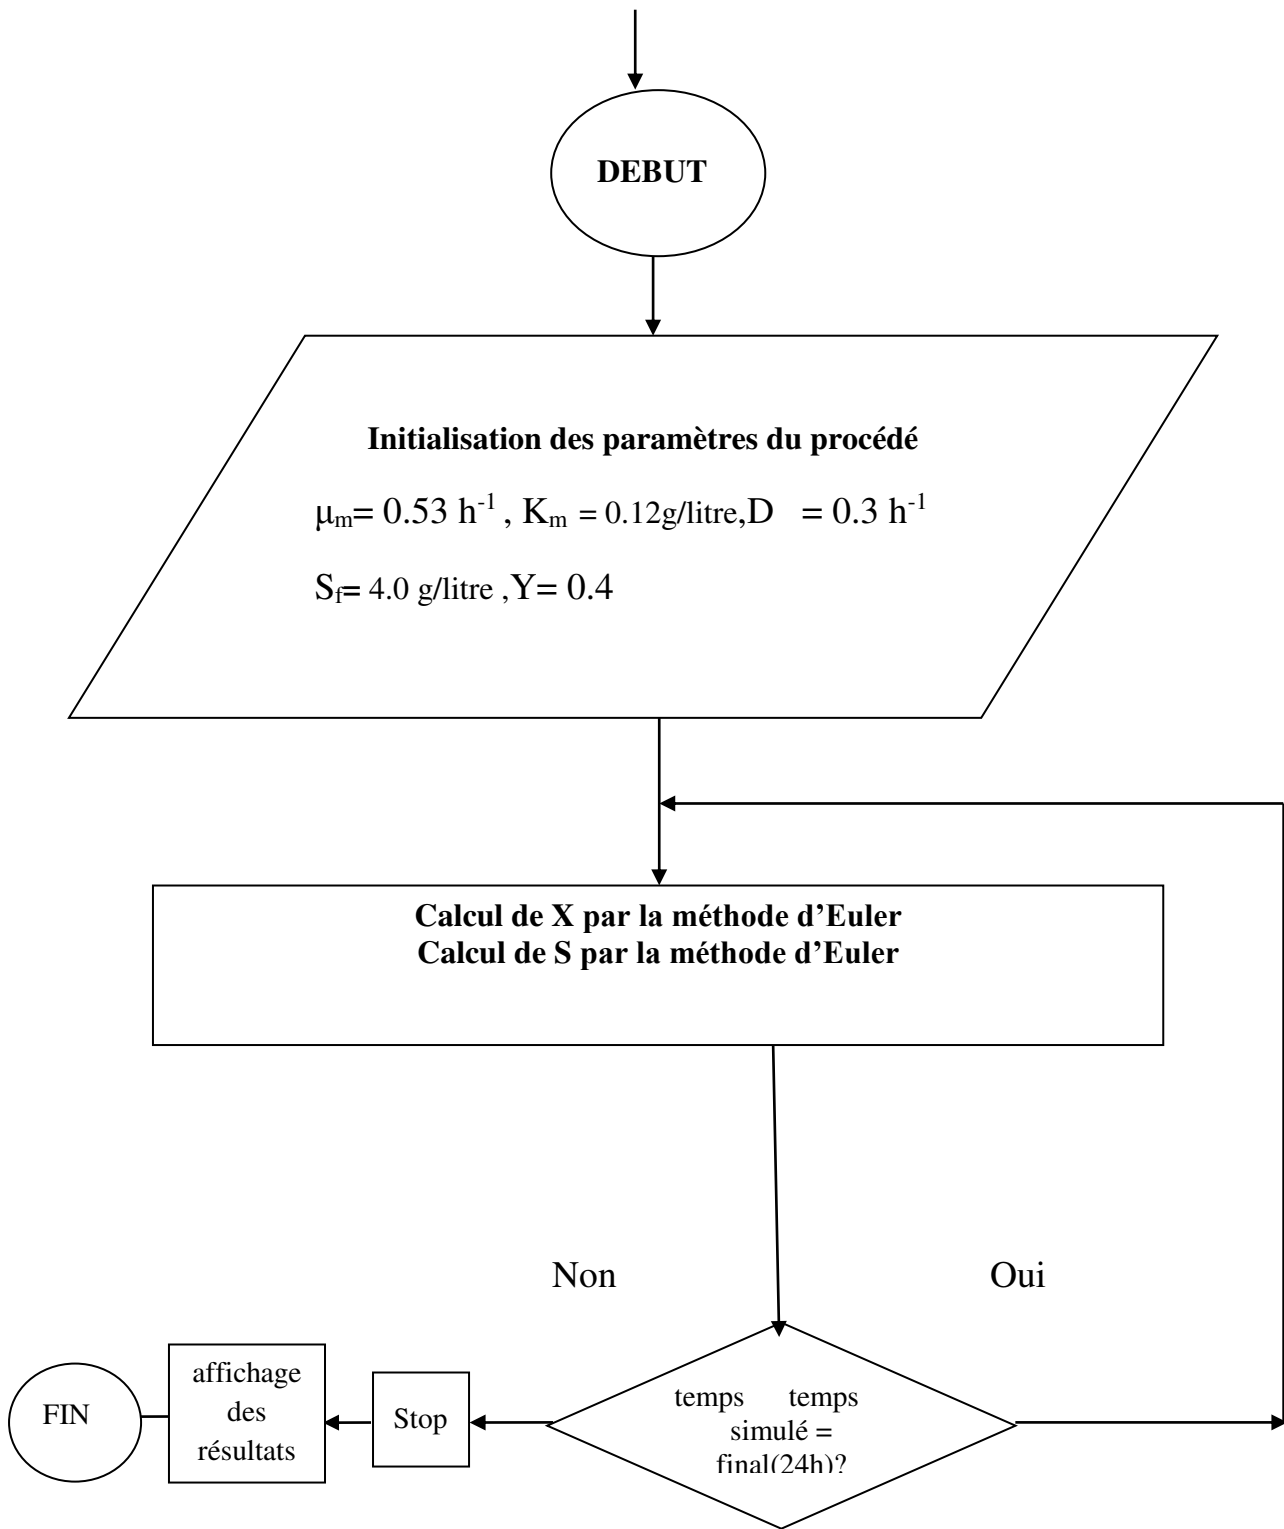 DEBUT
Initialisation des paramètres du procédé
μm= 0.53 h-1 , Km = 0.12g/litre,D = 0.3 h-1
Sf= 4.0 g/litre ,Y= 0.4
Calcul de X par la méthode d’Euler
Calcul de S par la méthode d’Euler
Non
Oui
temps temps
simulé =
final(24h)?
Stop
affichage
des
résultats
FIN